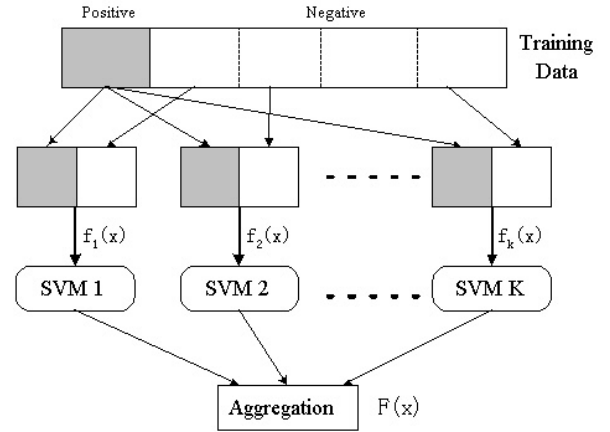 Positive
Negative
Training
Data
f₁(x)
f₂(x)
fₖ(x)
SVM 1
SVM 2
SVM K
Aggregation
F(x)